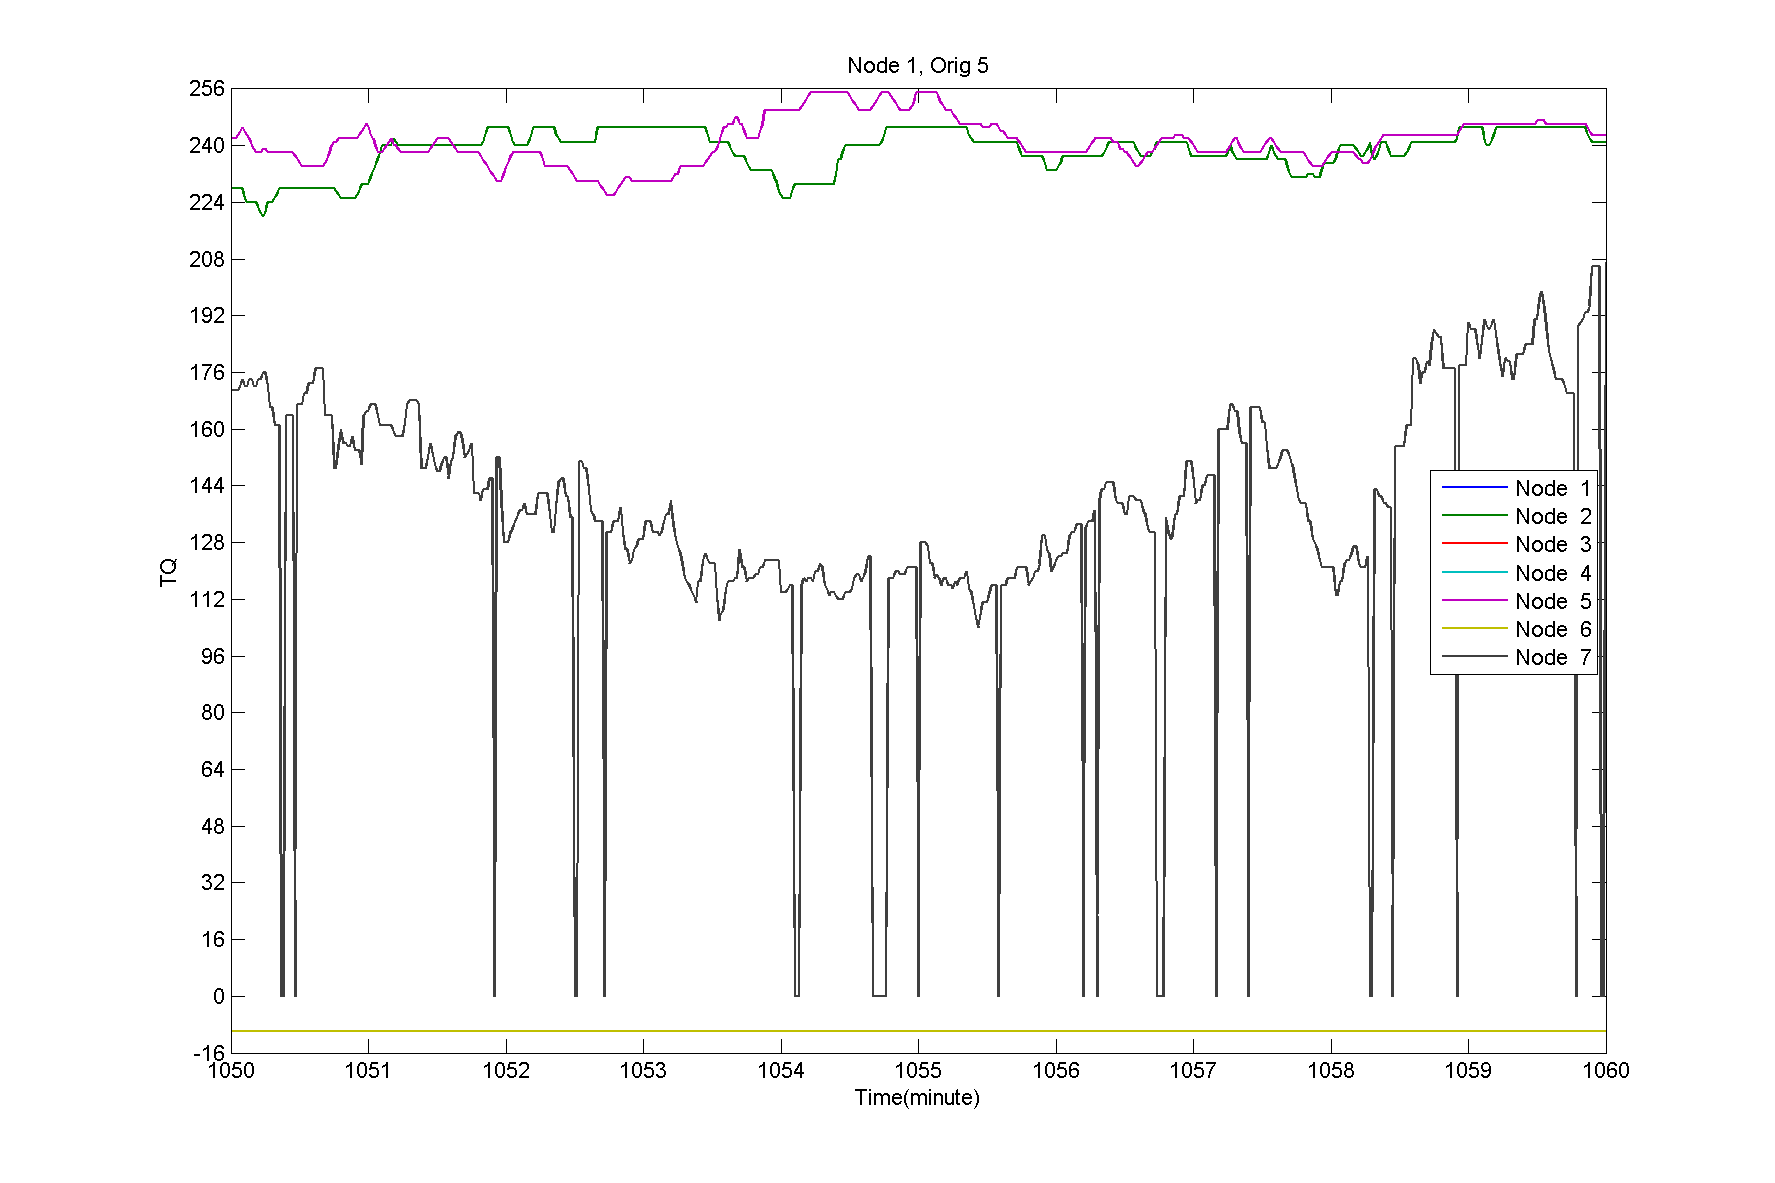 Node 1, Orig 5
256
240
224
208
192
176
160
144
128
112
96
80
64
48
32
16
0
-16
TQ
Node 1
Node 2
Node 3
Node 4
Node 5
Node 6
Node 7
1050 1051 1052 1053 1054 1055 1056 1057 1058 1059 1060
Time(minute)